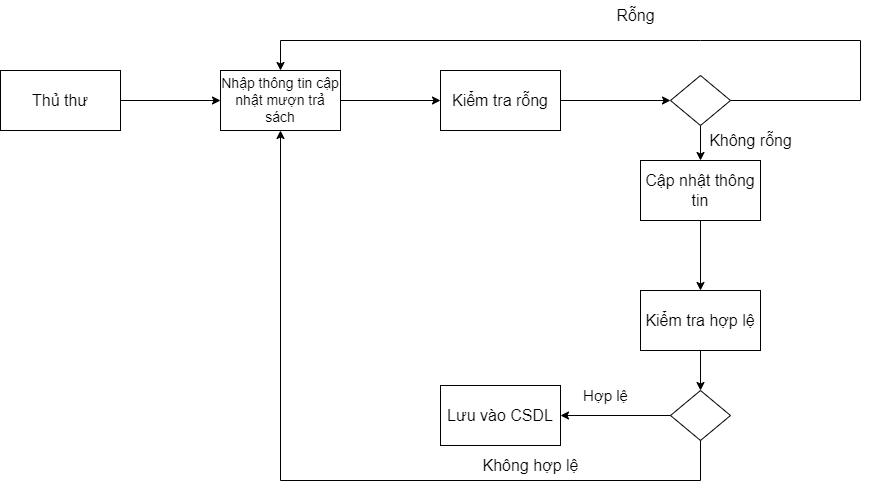 Rỗng
Thủ thư
Nhập thông tin cập
nhật mượn trả
sách
Kiểm tra rỗng
Không rỗng
Cập nhật thông
tin
Kiểm tra hợp lệ
Hợp lệ
Lưu vào CSDL
Không hợp lệ